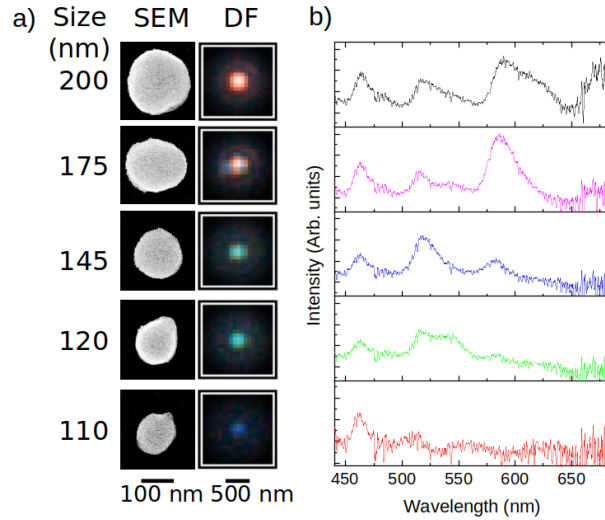 a) Size SEM DF b)
(nm)
200
175
145
120
110
100 nm 500 nm
Intensity (Arb. units)
450 500 550 600 650
Wavelength (nm)